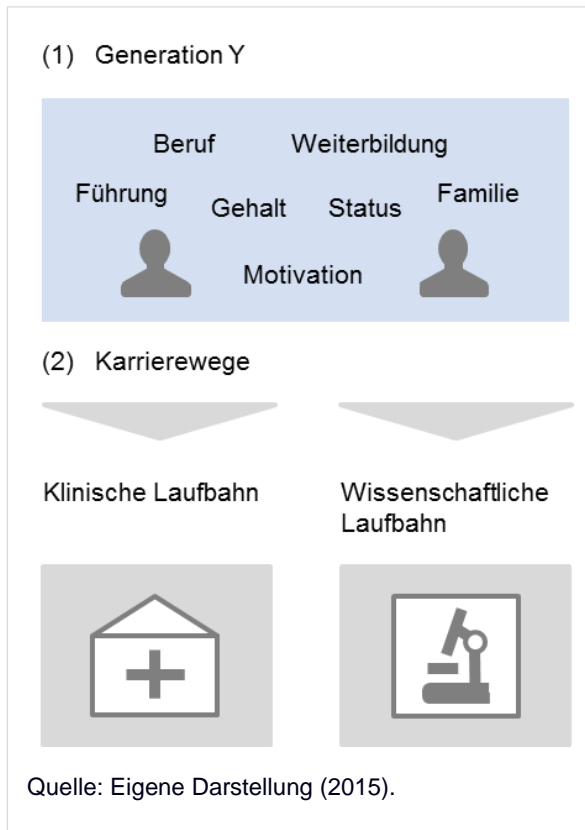 (1) Generation Y
Beruf Weiterbildung
Führung Gehalt Status Familie
Motivation
(2) Karrierewege
Klinische Laufbahn
Wissenschaftliche
Laufbahn
Quelle: Eigene Darstellung (2015).